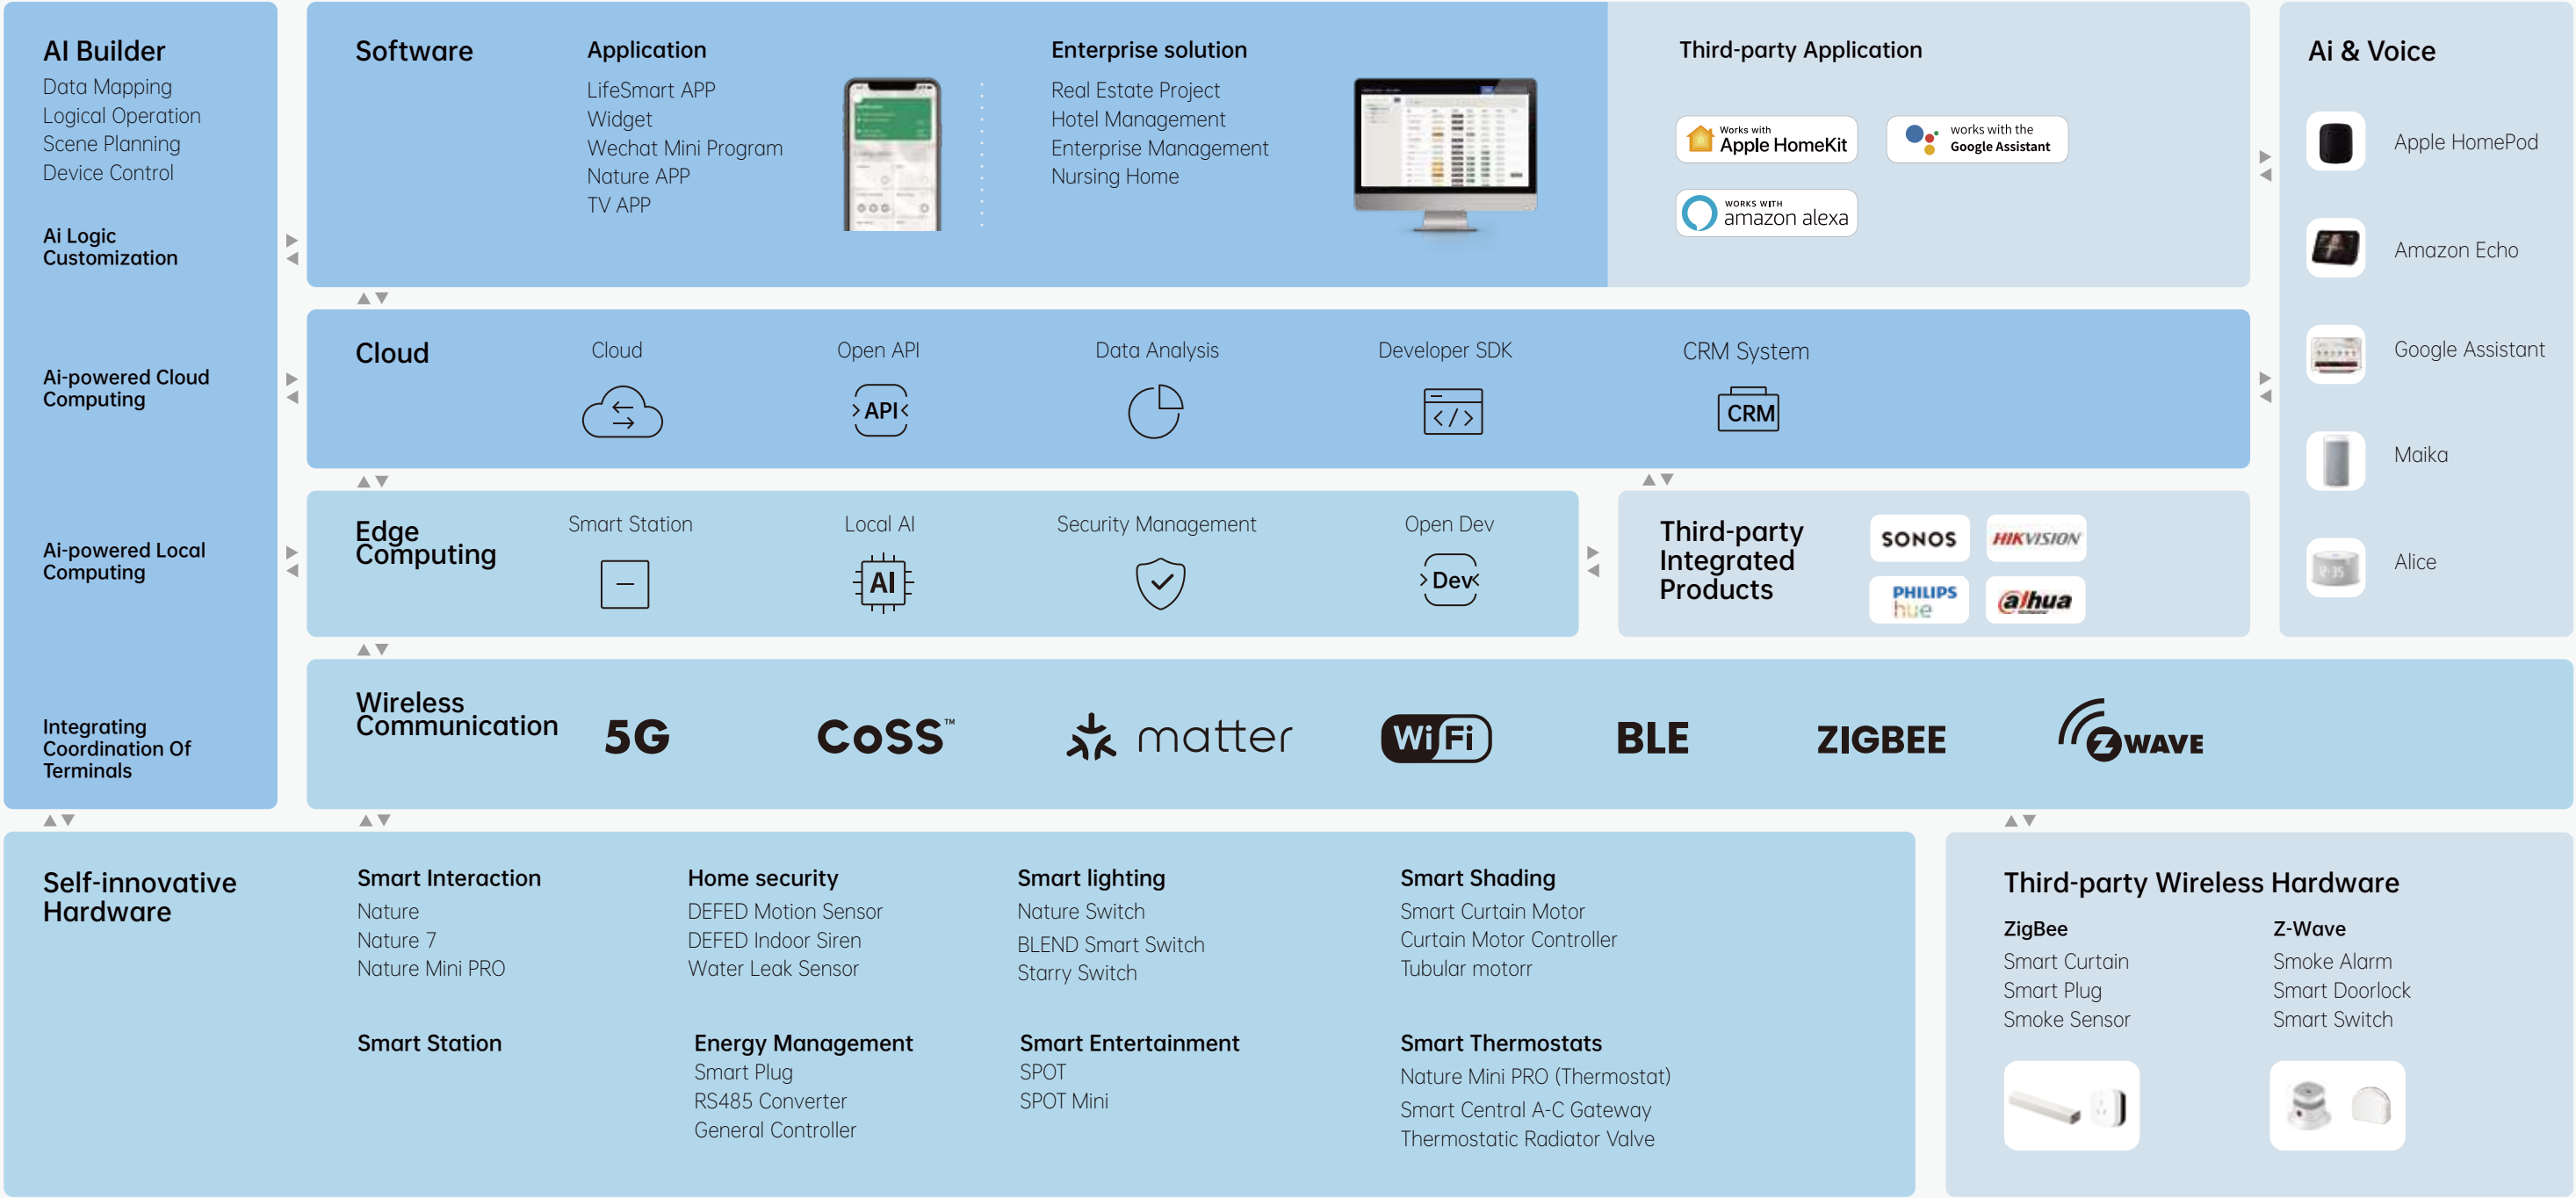 AI Builder
Data Mapping
Logical Operation
Scene Planning
Device Control
Ai Logic
Customization
Ai-powered Cloud
Computing
Ai-powered Local
Computing
Integrating
Coordination Of
Terminals
Software
Application
LifeSmart APP
Widget
Wechat Mini Program
Nature APP
TV APP
Enterprise solution
Real Estate Project
Hotel Management
Enterprise Management
Nursing Home
Third-party Application
Works with
Apple HomeKit
works with the
Google Assistant
WORKS WITH
amazon alexa
Ai & Voice
Apple HomePod
Amazon Echo
Google Assistant
Maika
Alice
Cloud
Cloud
Open API
API
Data Analysis
Developer SDK
</>
CRM System
CRM
Edge
Computing
Smart Station
Local AI
AI
Security Management
Open Dev
Dev
Third-party
Integrated
Products
SONOS
HIKVISION
PHILIPS
hue
alhua
Wireless
Communication
5G
CoSS™
matter
WiFi
BLE
ZIGBEE
Z WAVE
Self-innovative
Hardware
Smart Interaction
Nature
Nature 7
Nature Mini PRO
Home security
DEFED Motion Sensor
DEFED Indoor Siren
Water Leak Sensor
Smart lighting
Nature Switch
BLEND Smart Switch
Starry Switch
Smart Shading
Smart Curtain Motor
Curtain Motor Controller
Tubular motorr
Smart Station
Energy Management
Smart Plug
RS485 Converter
General Controller
Smart Entertainment
SPOT
SPOT Mini
Smart Thermostats
Nature Mini PRO (Thermostat)
Smart Central A-C Gateway
Thermostatic Radiator Valve
Third-party Wireless Hardware
ZigBee
Smart Curtain
Smart Plug
Smoke Sensor
Z-Wave
Smoke Alarm
Smart Doorlock
Smart Switch